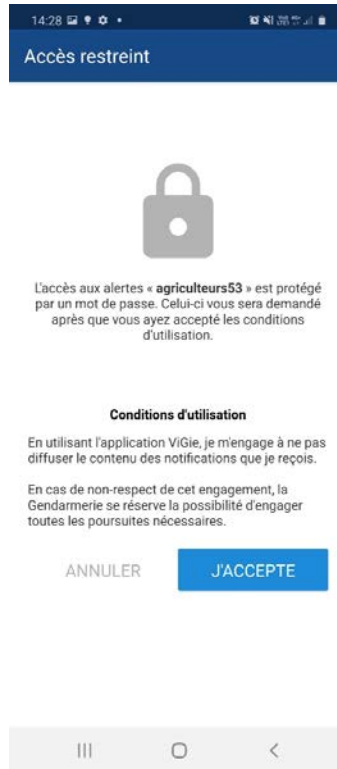 14:28
Accès restreint
L'accès aux alertes « agriculteurs53 » est protégé
par un mot de passe. Celui-ci vous sera demandé
après que vous ayez accepté les conditions
d'utilisation.
Conditions d'utilisation
En utilisant l'application ViGie, je m'engage à ne pas
diffuser le contenu des notifications que je reçois.
En cas de non-respect de cet engagement, la
Gendarmerie se réserve la possibilité d'engager
toutes les poursuites nécessaires.
ANNULER J'ACCEPTE